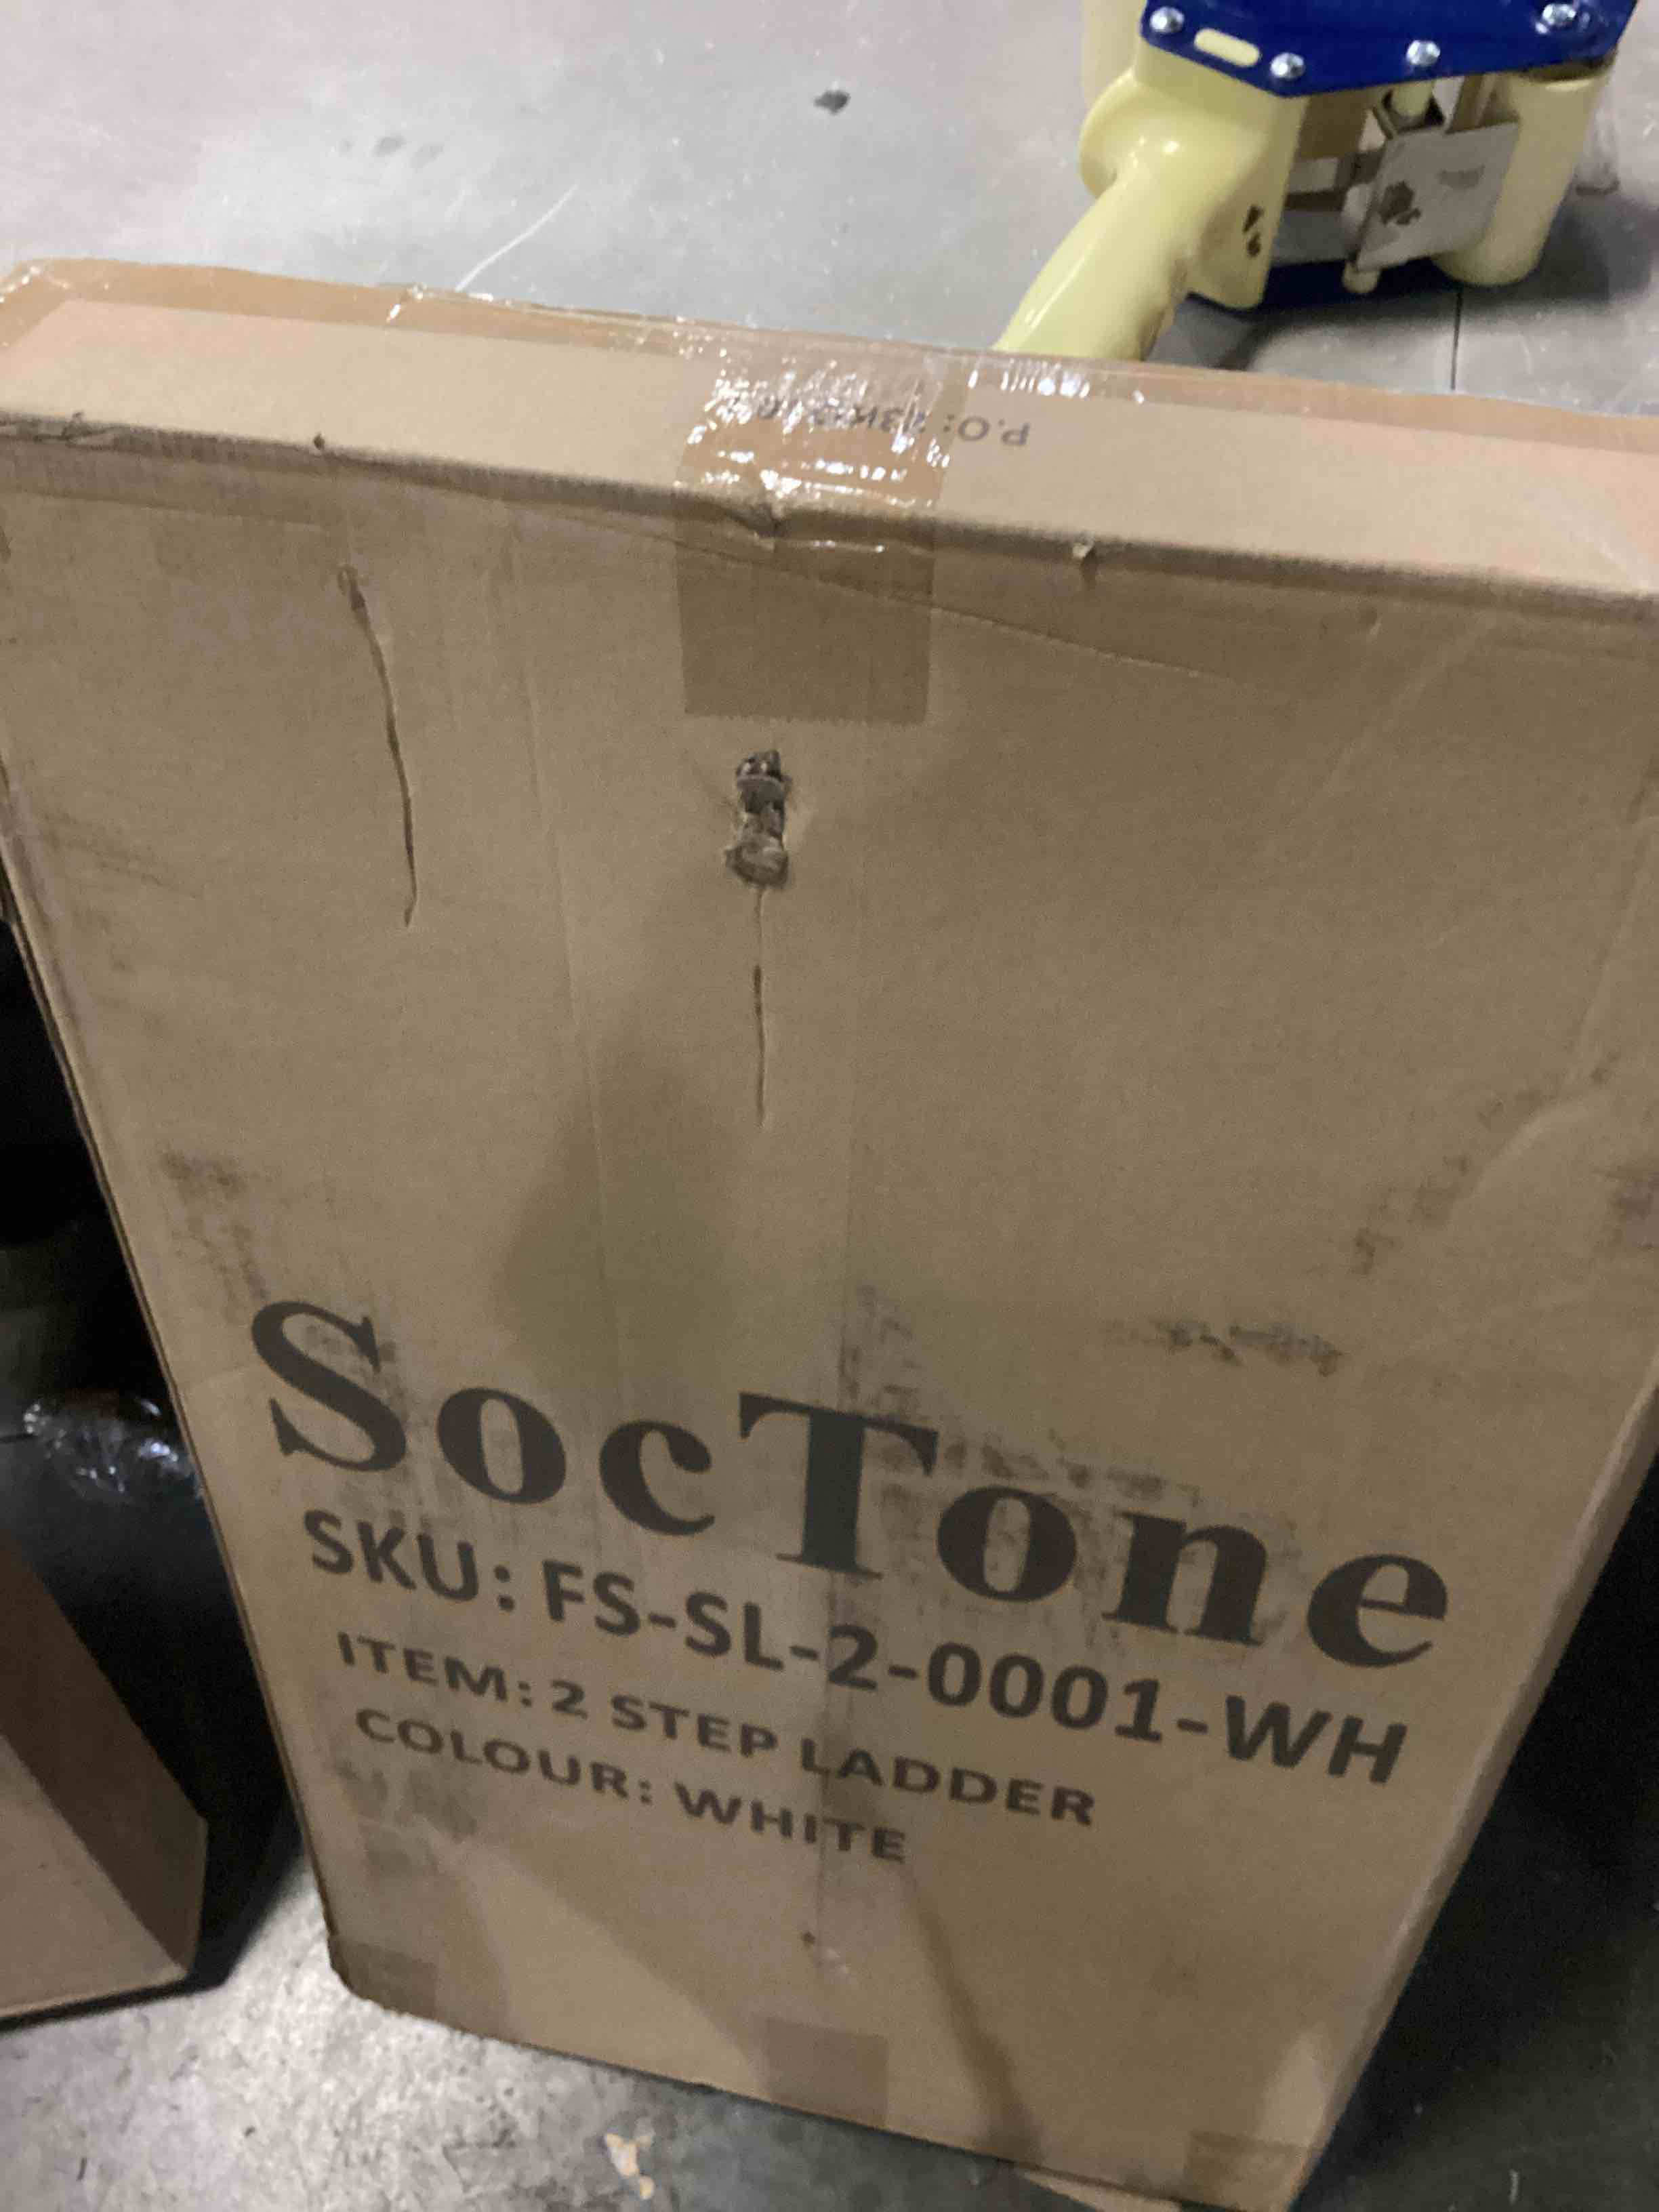 P.O:
SocTone
SKU: FS-SL-2-0001-WH
ITEM: 2 STEP LADDER
COLOUR: WHITE